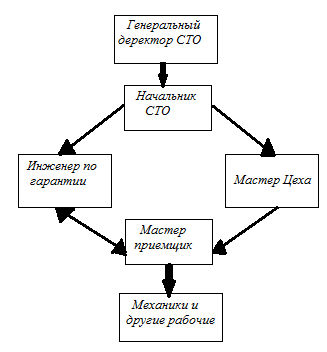 Генеральный
деректор СТО
Начальник
СТО
Инженер по
гарантии
Мастер Цеха
Мастер
приемщик
Механики и
другие рабочие